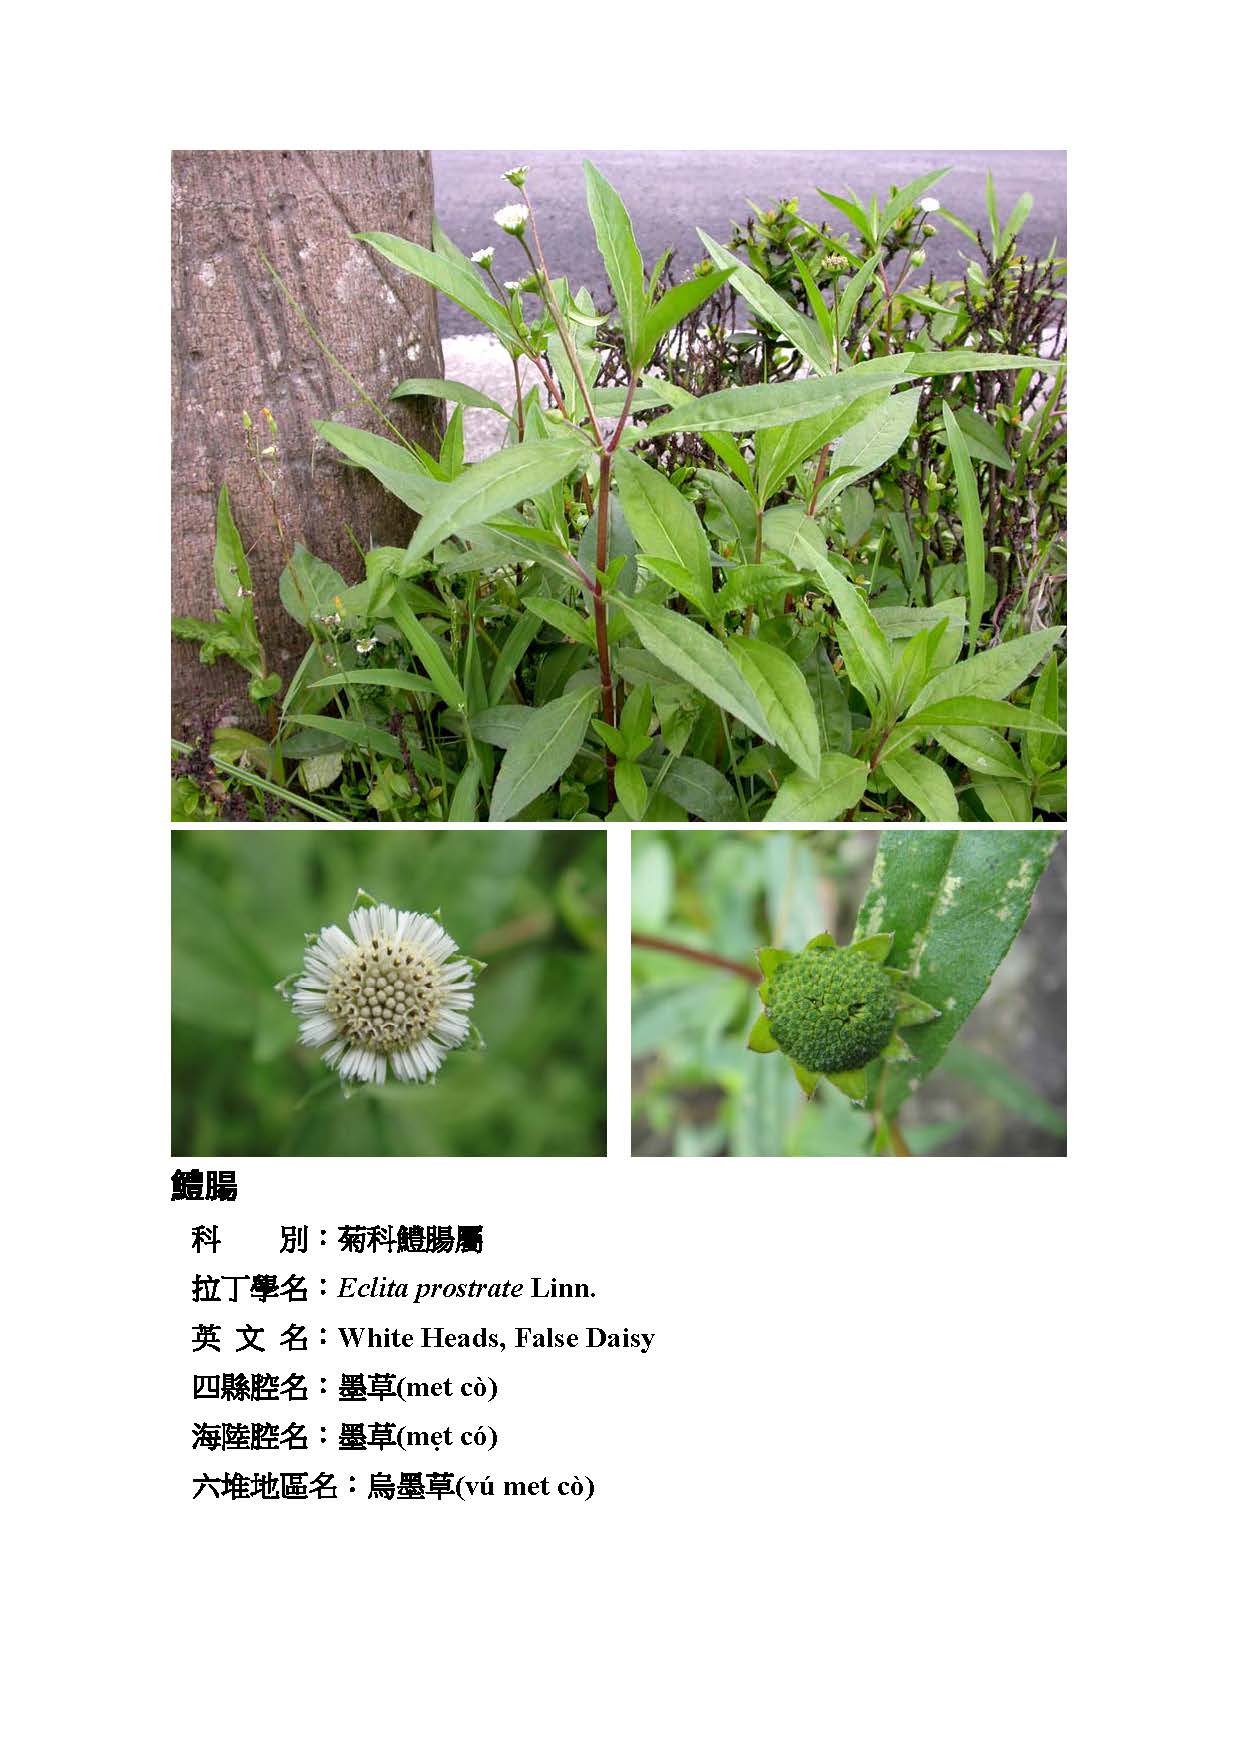 鱧腸
科　　別：菊科鱧腸屬
拉丁學名：Eclita prostrate Linn.
英 文 名：White Heads, False Daisy
四縣腔名：墨草(met cò)
海陸腔名：墨草(mẹt có)
六堆地區名：烏墨草(vú met cò)